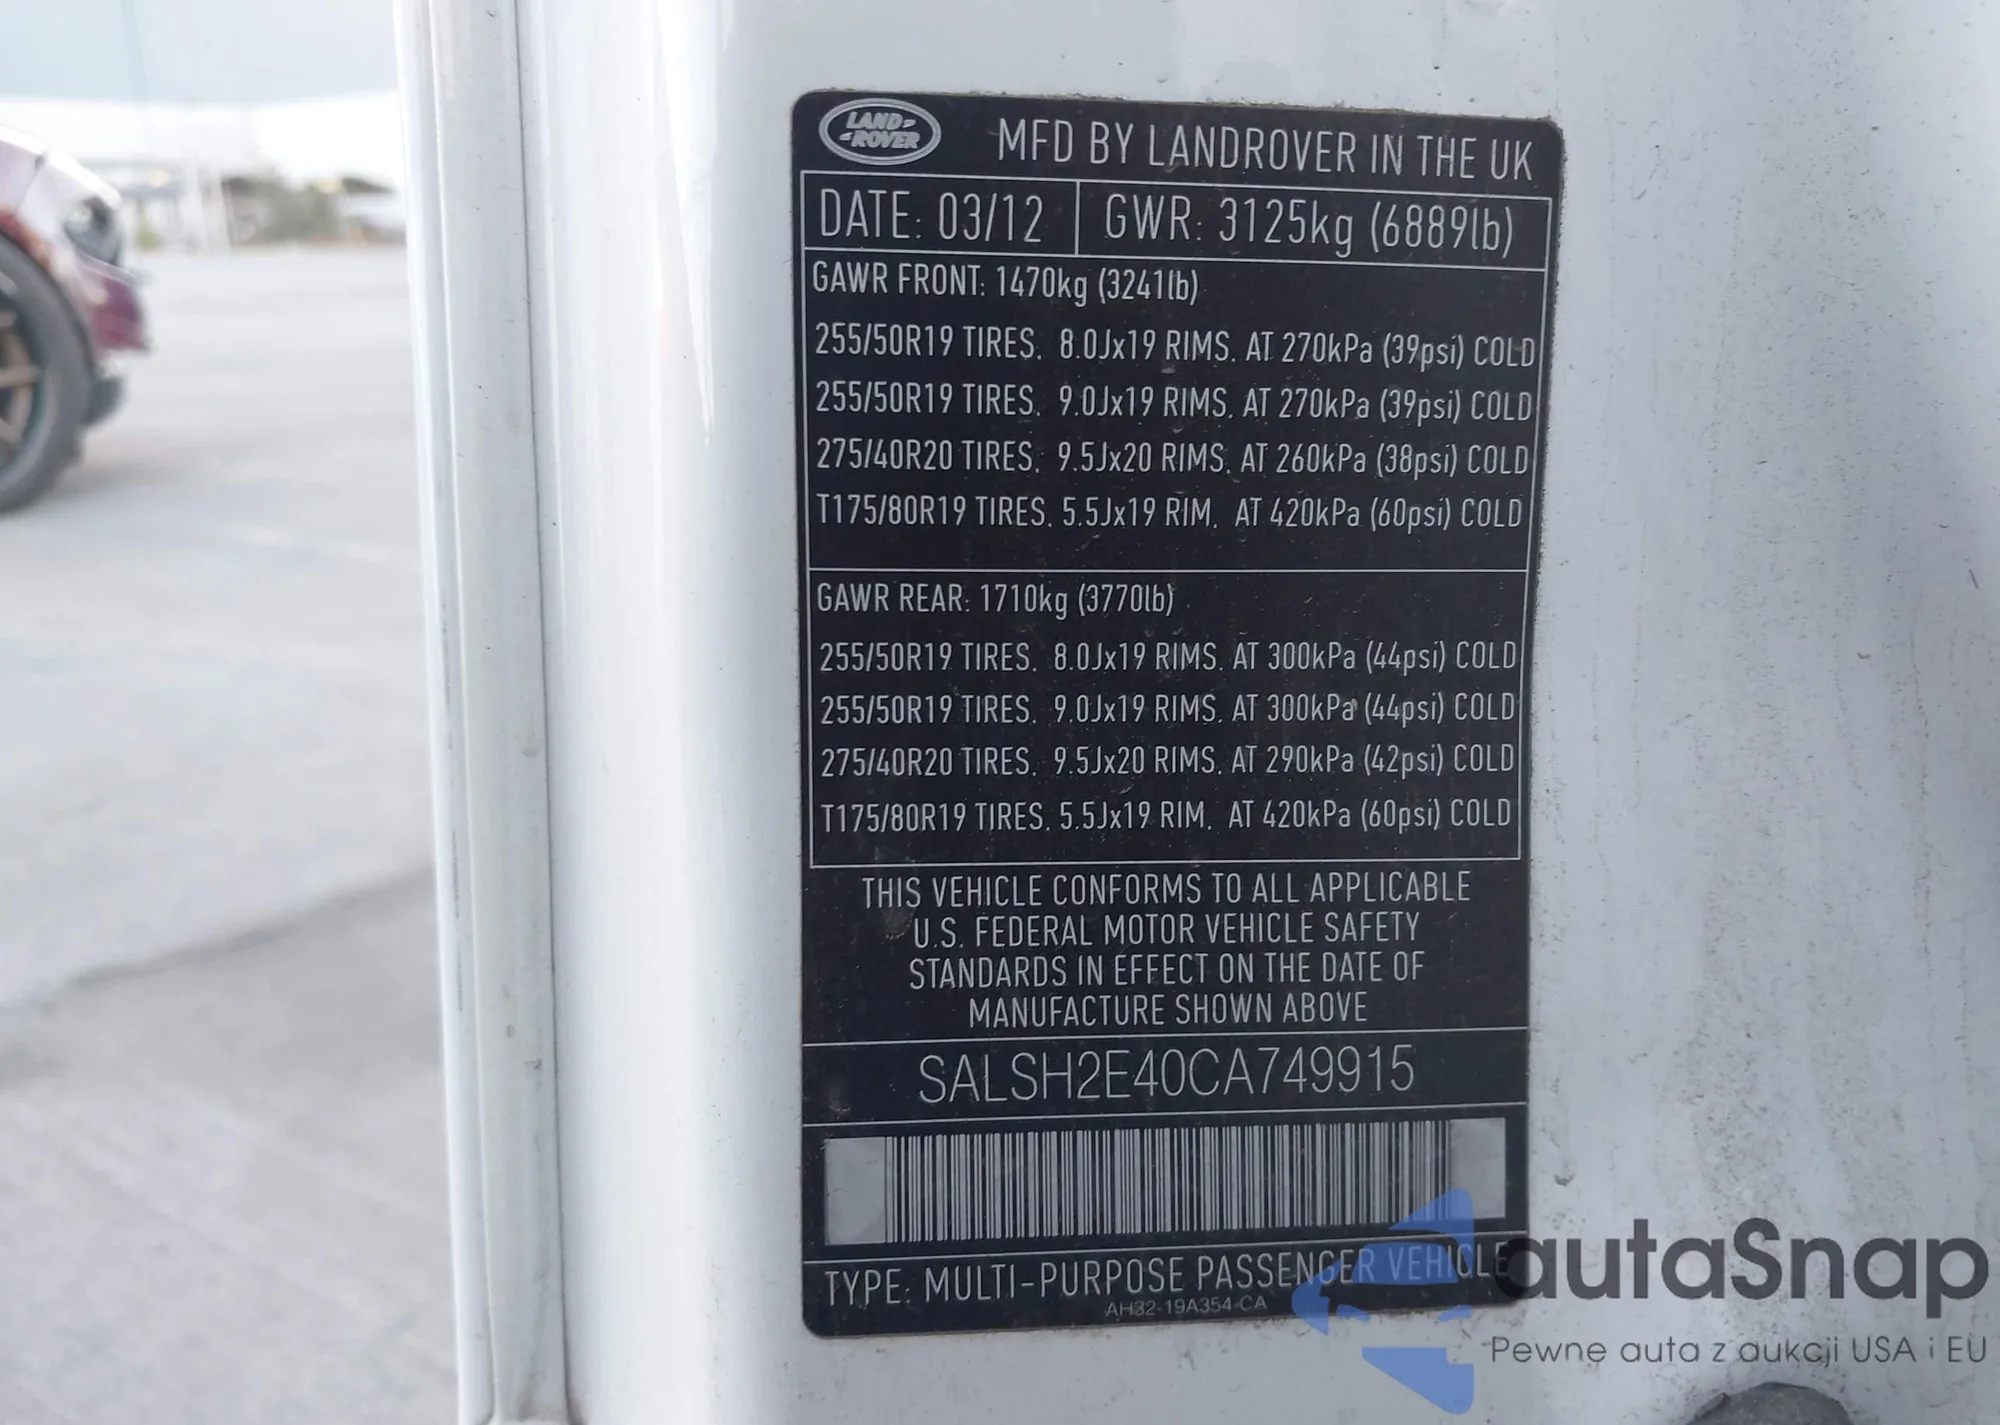 LAND-
-ROVER
MFD BY LANDROVER IN THE UK
DATE: 03/12 GWR: 3125kg (6889lb)
GAWR FRONT: 1470kg (3241lb)
255/50R19 TIRES. 8.0Jx19 RIMS. AT 270kPa (39psi) COLD
255/50R19 TIRES. 9.0Jx19 RIMS. AT 270kPa (39psi) COLD
275/40R20 TIRES. 9.5Jx20 RIMS. AT 260kPa (38psi) COLD
T175/80R19 TIRES. 5.5Jx19 RIM. AT 420kPa (60psi) COLD
GAWR REAR: 1710kg (3770lb)
255/50R19 TIRES. 8.0Jx19 RIMS. AT 300kPa (44psi) COLD
255/50R19 TIRES. 9.0Jx19 RIMS. AT 300kPa (44psi) COLD
275/40R20 TIRES. 9.5Jx20 RIMS. AT 290kPa (42psi) COLD
T175/80R19 TIRES. 5.5Jx19 RIM. AT 420kPa (60psi) COLD
THIS VEHICLE CONFORMS TO ALL APPLICABLE
U.S. FEDERAL MOTOR VEHICLE SAFETY
STANDARDS IN EFFECT ON THE DATE OF
MANUFACTURE SHOWN ABOVE
SALSH2E40CA749915
TYPE: MULTI-PURPOSE PASSENGER VEHICLE
AH32-19A354-CA
autaSnap
Pewne auta z aukcji USA i EU